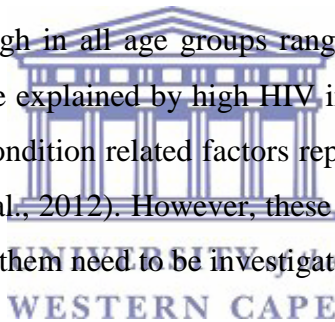 gh in all age groups rang
e explained by high HIV i
ondition related factors rep
al., 2012). However, these
UNIVERSITY of the
them need to be investigat
WESTERN CAPE